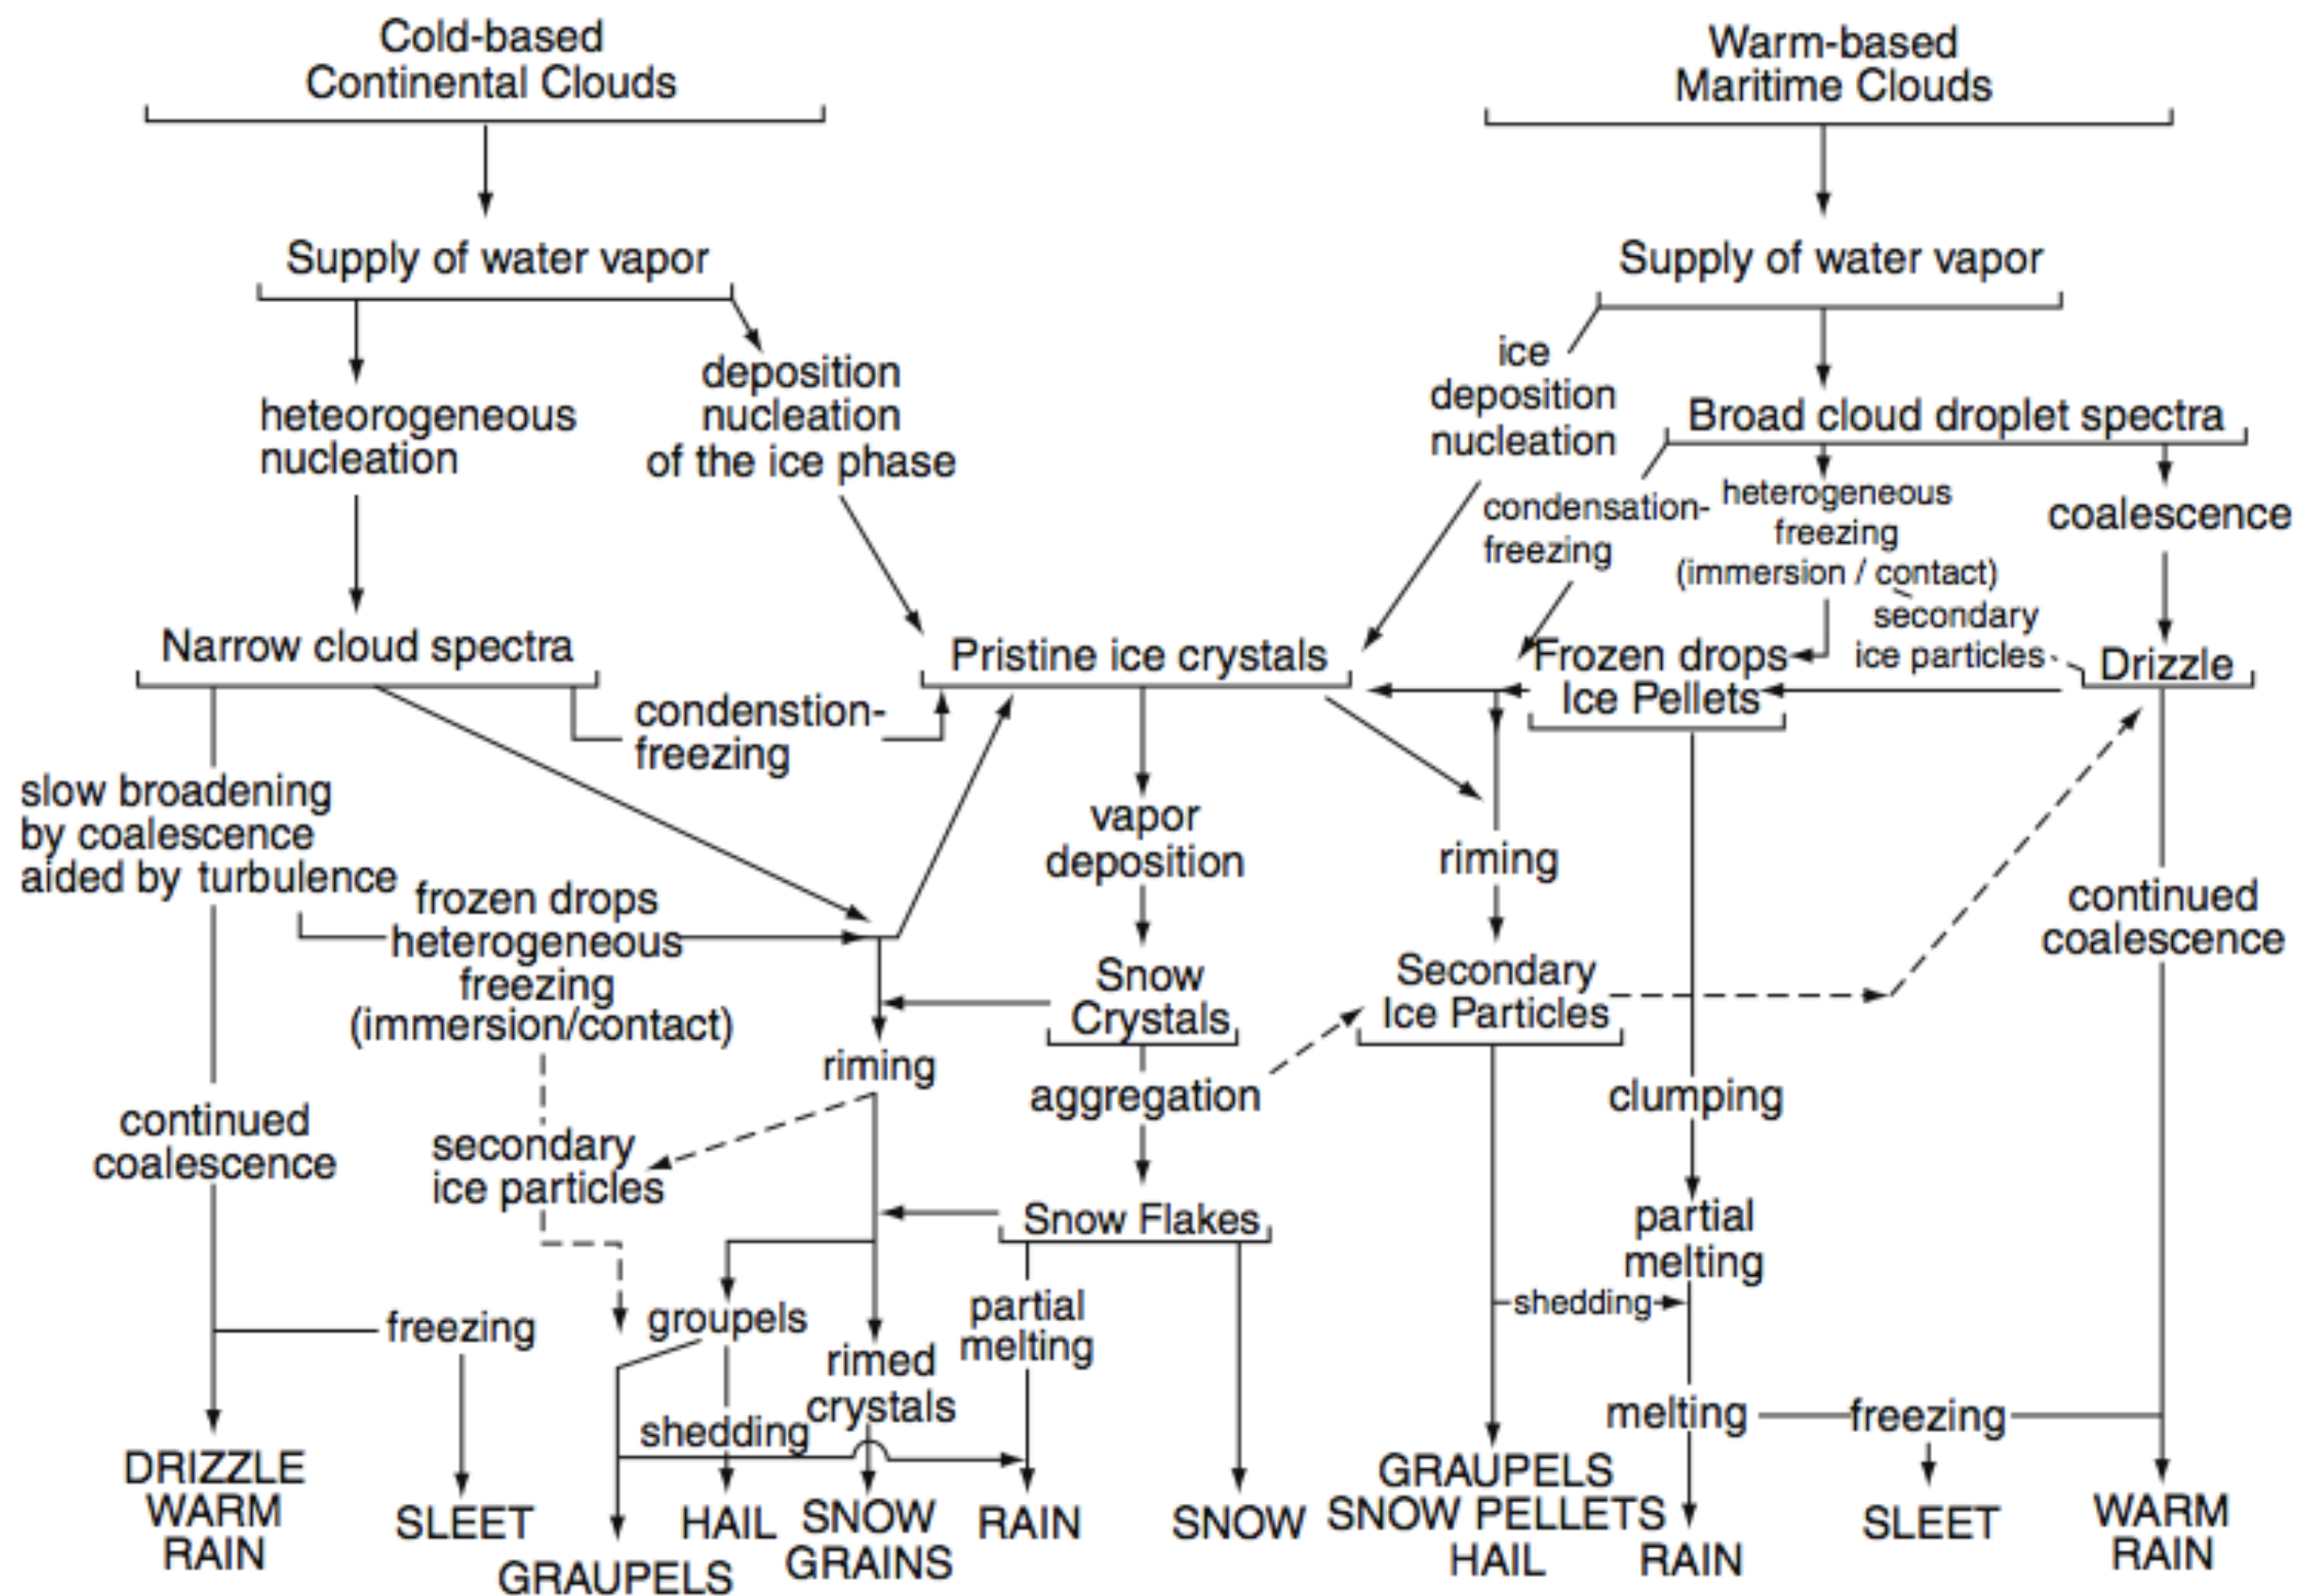 Cold-based
Continental Clouds
Warm-based
Maritime Clouds
Supply of water vapor
Supply of water vapor
heteorogeneous
nucleation
deposition
nucleation
of the ice phase
ice
deposition
nucleation
Broad cloud droplet spectra
condensation-
freezing
heterogeneous
freezing
(immersion / contact)
coalescence
secondary
ice particles
Narrow cloud spectra
Pristine ice crystals
Frozen drops
Ice Pellets
Drizzle
condenstion-
freezing
slow broadening
by coalescence
aided by turbulence
frozen drops
heterogeneous
freezing
(immersion/contact)
vapor
deposition
riming
continued
coalescence
Snow
Crystals
Secondary
Ice Particles
riming
aggregation
clumping
continued
coalescence
secondary
ice particles
Snow Flakes
partial
melting
shedding
freezing
groupels
rimed
crystals
partial
melting
shedding
melting
freezing
DRIZZLE
WARM
RAIN
SLEET
GRAUPELS
HAIL
SNOW
GRAINS
RAIN
SNOW
GRAUPELS
SNOW PELLETS
HAIL
RAIN
SLEET
WARM
RAIN